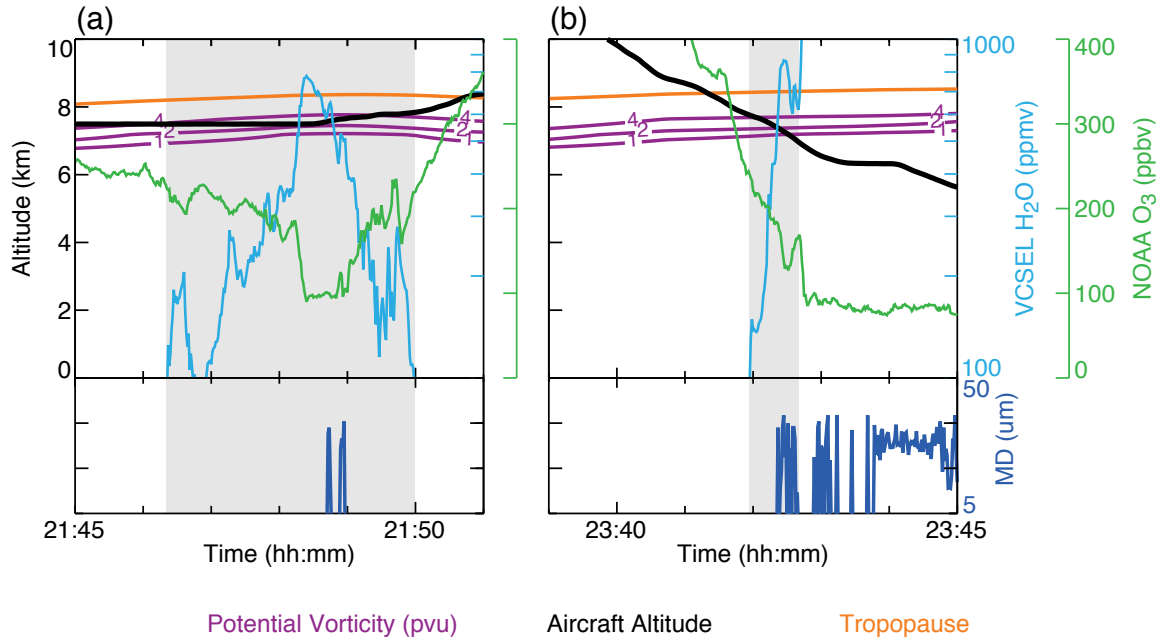 (a)
(b)
10
8
6
4
2
0
Altitude (km)
4
2
1
4
2
1
4
2
1
4
2
1
1000
100
VCSEL H2O (ppmv)
400
300
200
100
0
NOAA O3 (ppbv)
50
5
MD (um)
21:45
21:50
23:40
23:45
Time (hh:mm)
Time (hh:mm)
Potential Vorticity (pvu)
Aircraft Altitude
Tropopause